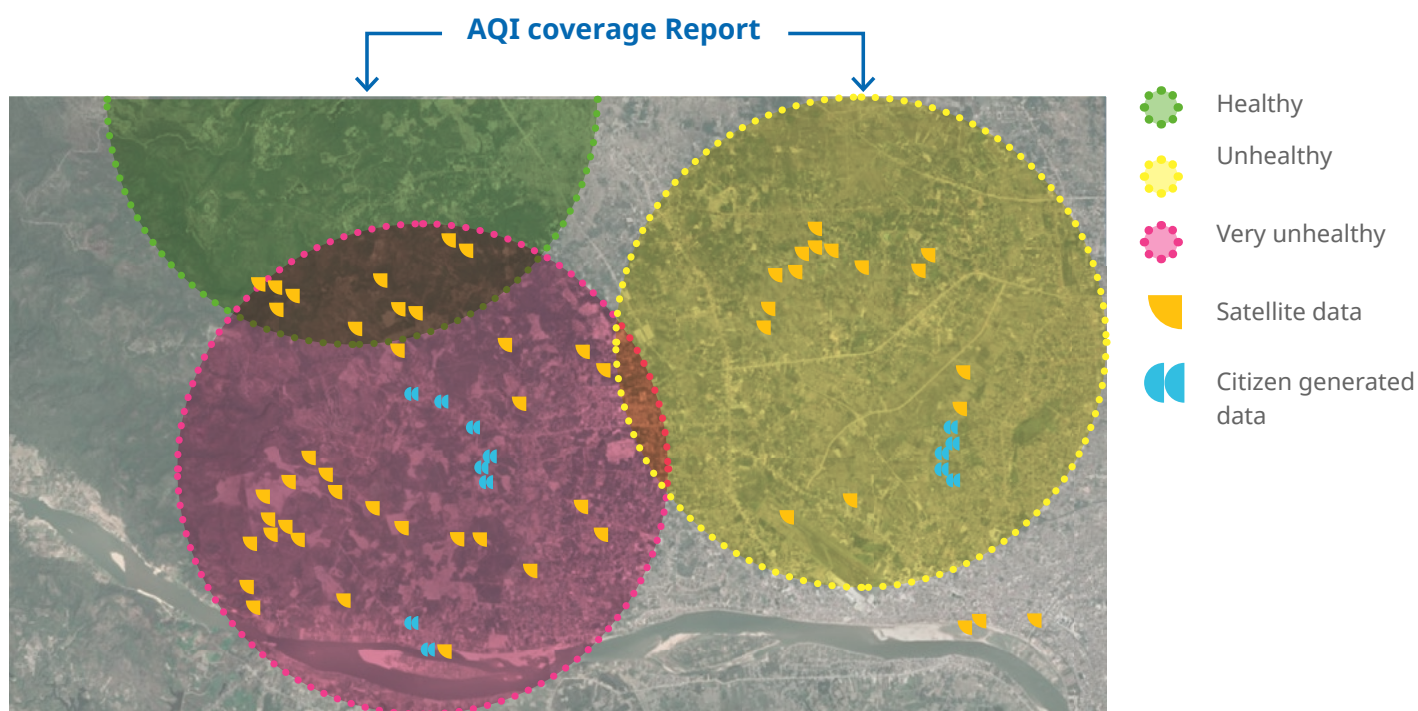 AQI coverage Report
Healthy
Unhealthy
Very unhealthy
Satellite data
Citizen generated
data